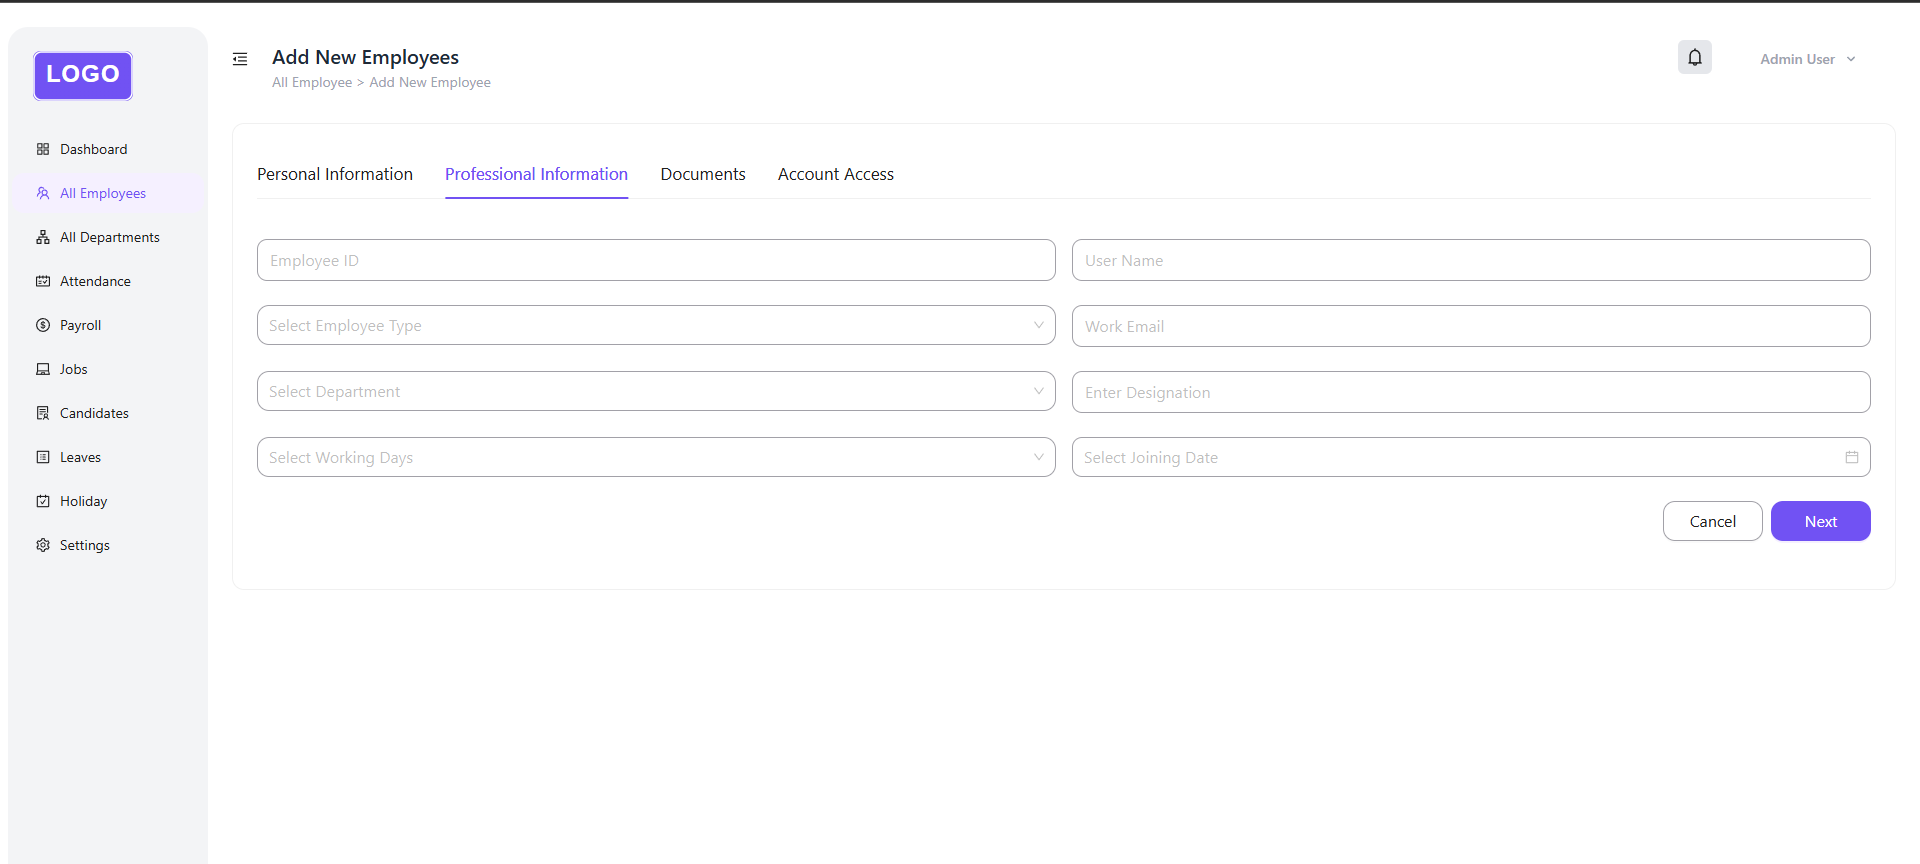 LOGO
Dashboard
All Employees
All Departments
Attendance
Payroll
Jobs
Candidates
Leaves
Holiday
Settings
Add New Employees
All Employee > Add New Employee
Admin User
Personal Information
Professional Information
Documents
Account Access
Employee ID
User Name
Select Employee Type
Work Email
Select Department
Enter Designation
Select Working Days
Select Joining Date
Cancel
Next